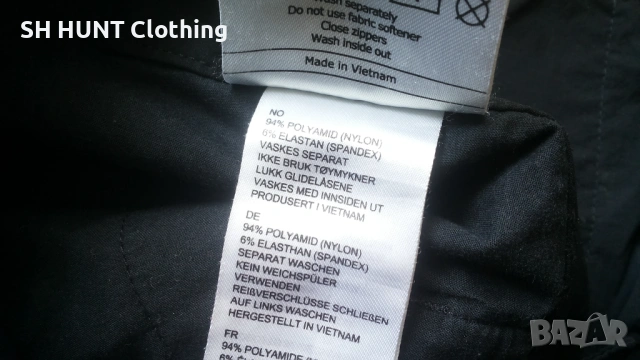 SH HUNT Clothing
Wash separately
Do not use fabric softener
Close zippers
Wash inside out
Made in Vietnam
NO
94% POLYAMID (NYLON)
6% ELASTAN (SPANDEX)
VASKES SEPARAT
IKKE BRUK TØYMYKNER
LUKK GLIDELÅSENE
VASKES MED INNSIDEN UT
PRODUSERT I VIETNAM
DE
94% POLYAMID (NYLON)
6% ELASTHAN (SPANDEX)
SEPARAT WASCHEN
KEIN WEICHSPÜLER
VERWENDEN
REIßVERSCHLÜSSE SCHLIEßEN
AUF LINKS WASCHEN
HERGESTELLT IN VIETNAM
FR
94% POLYAMIDE
6%
BAZAR